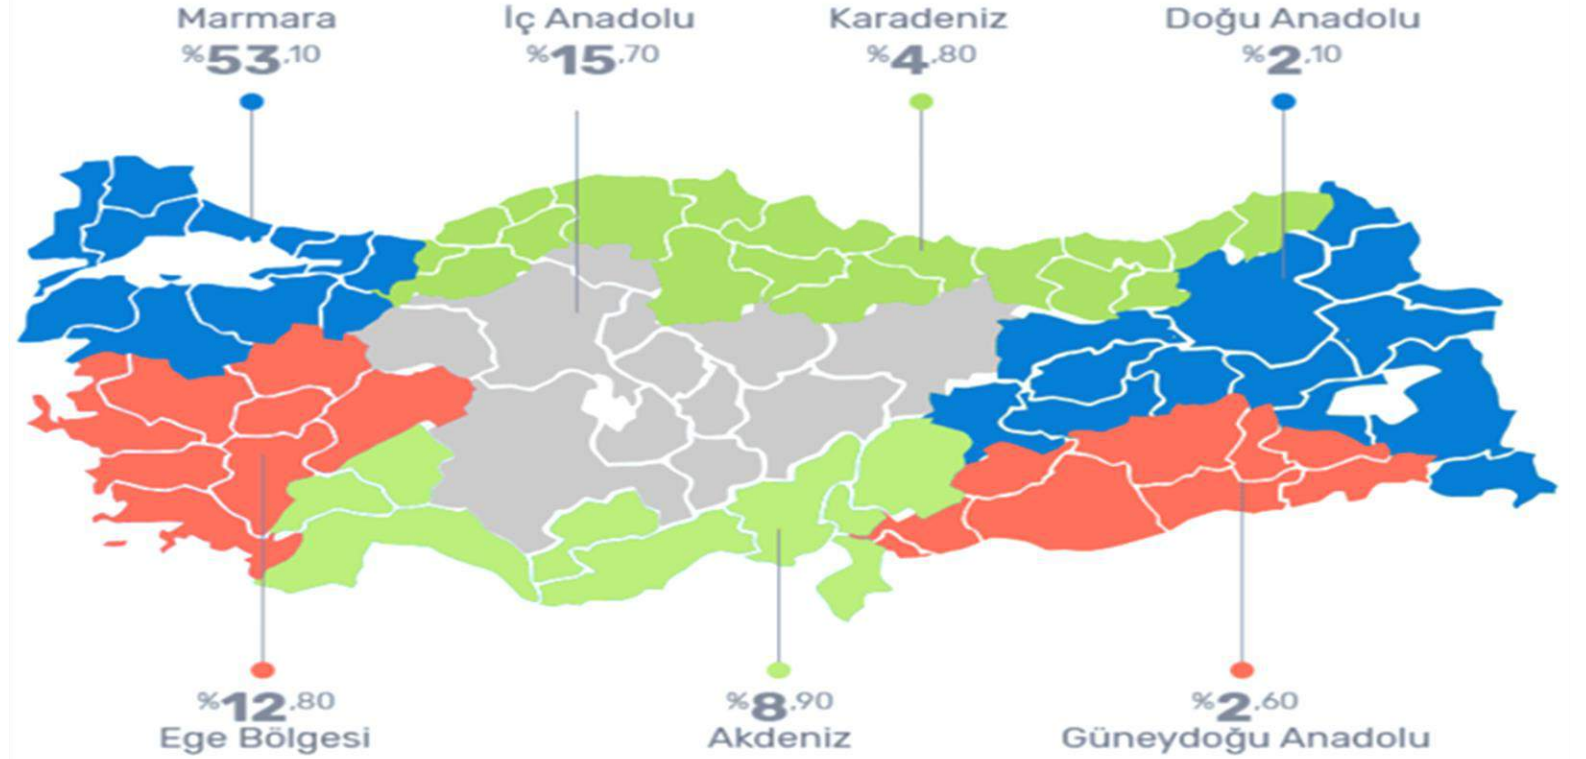 Marmara
%53,10
İç Anadolu
%15,70
Karadeniz
%4,80
Doğu Anadolu
%2,10
%12,80
Ege Bölgesi
%8,90
Akdeniz
%2,60
Güneydoğu Anadolu